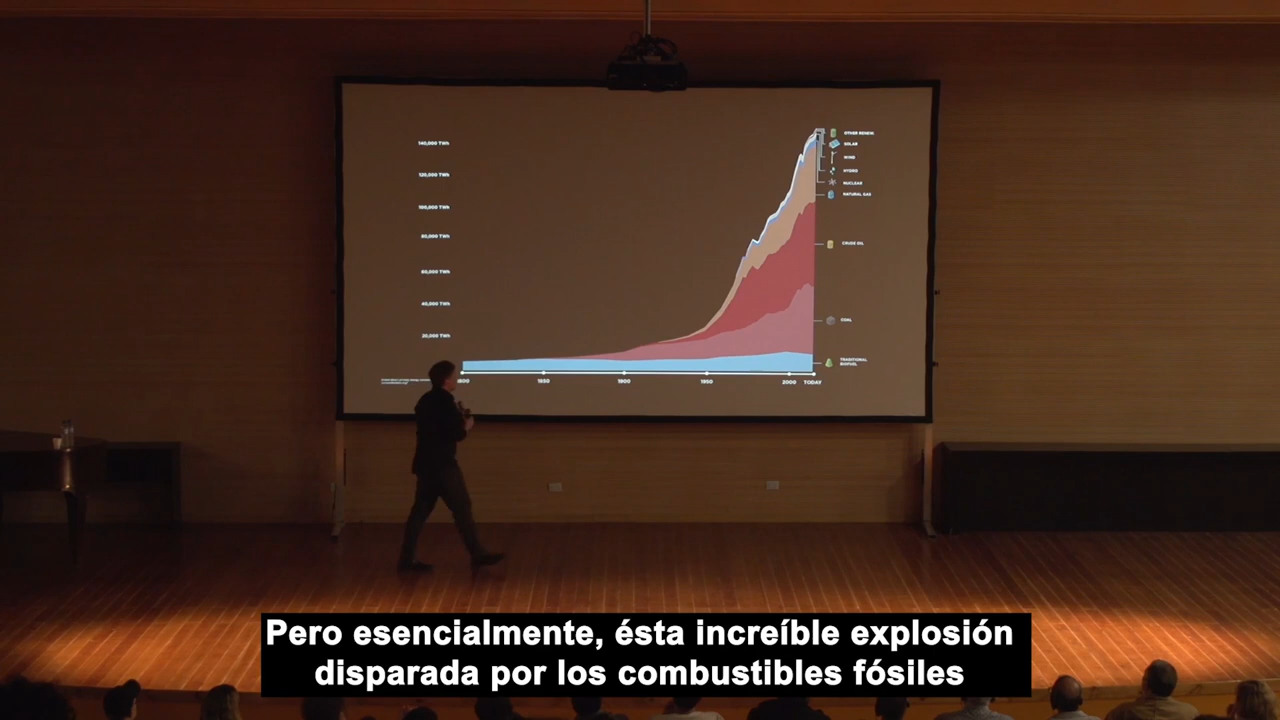 140,000 TWh
120,000 TWh
100,000 TWh
80,000 TWh
60,000 TWh
40,000 TWh
20,000 TWh
OTHER RENEW.
SOLAR
WIND
HYDRO
NUCLEAR
NATURAL GAS
CRUDE OIL
COAL
TRADITIONAL
BIOFUEL
1850
1900
1950
2000
TODAY
Pero esencialmente, ésta increíble explosión
disparada por los combustibles fósiles